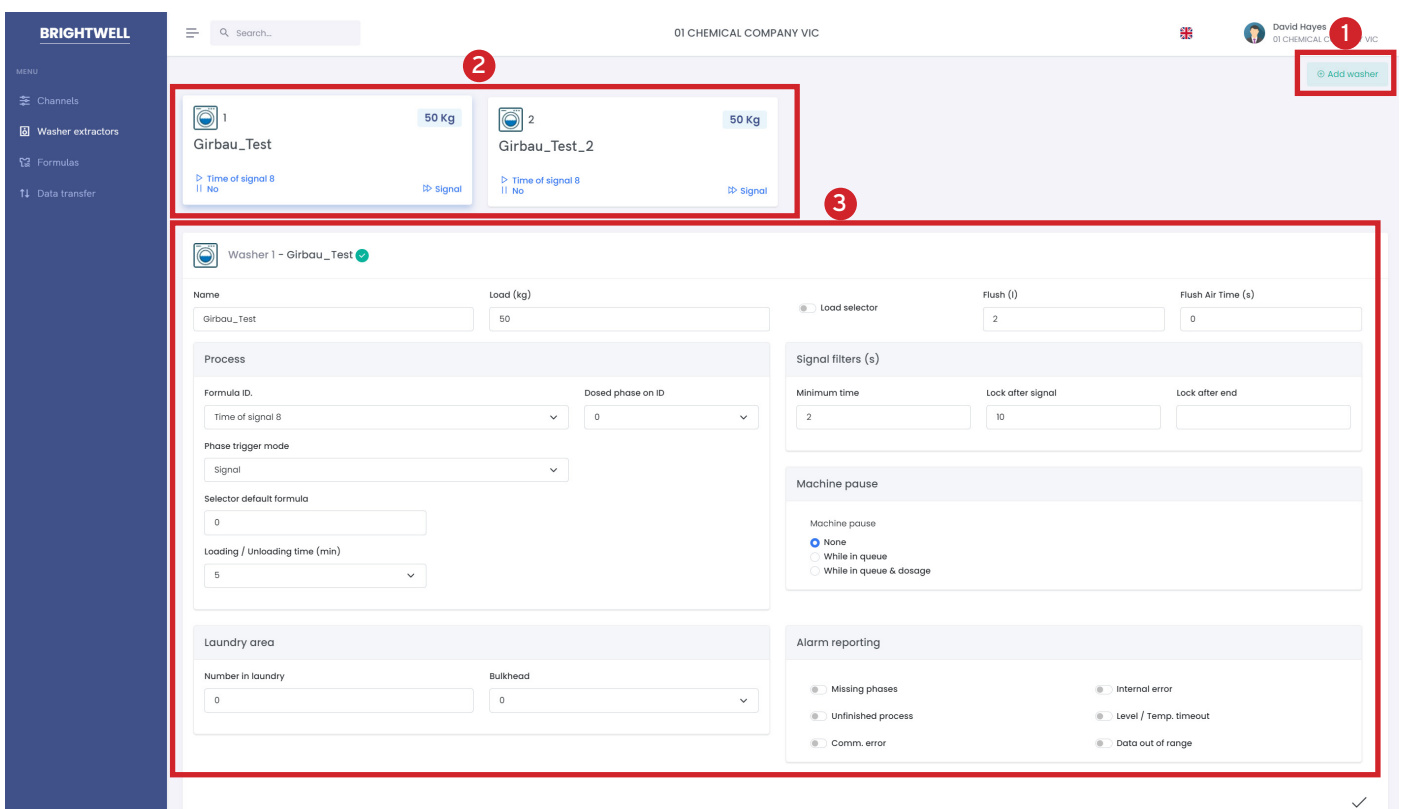 BRIGHTWELL
Search...
01 CHEMICAL COMPANY VIC
David Hayes
01 CHEMICAL C VIC
1
MENU
Channels
Washer extractors
Formulas
Data transfer
Add washer
2
1
50 Kg
Girbau_Test
Time of signal 8
No
Signal
2
50 Kg
Girbau_Test_2
Time of signal 8
No
Signal
3
Washer 1 - Girbau_Test
Name
Load (kg)
Load selector
Flush (l)
Flush Air Time (s)
Girbau_Test
50
2
0
Process
Formula ID.
Dosed phase on ID
Time of signal 8
0
Phase trigger mode
Signal
Selector default formula
0
Loading / Unloading time (min)
5
Signal filters (s)
Minimum time
Lock after signal
Lock after end
2
10
Machine pause
Machine pause
None
While in queue
While in queue & dosage
Laundry area
Number in laundry
Bulkhead
0
0
Alarm reporting
Missing phases
Internal error
Unfinished process
Level / Temp. timeout
Comm. error
Data out of range